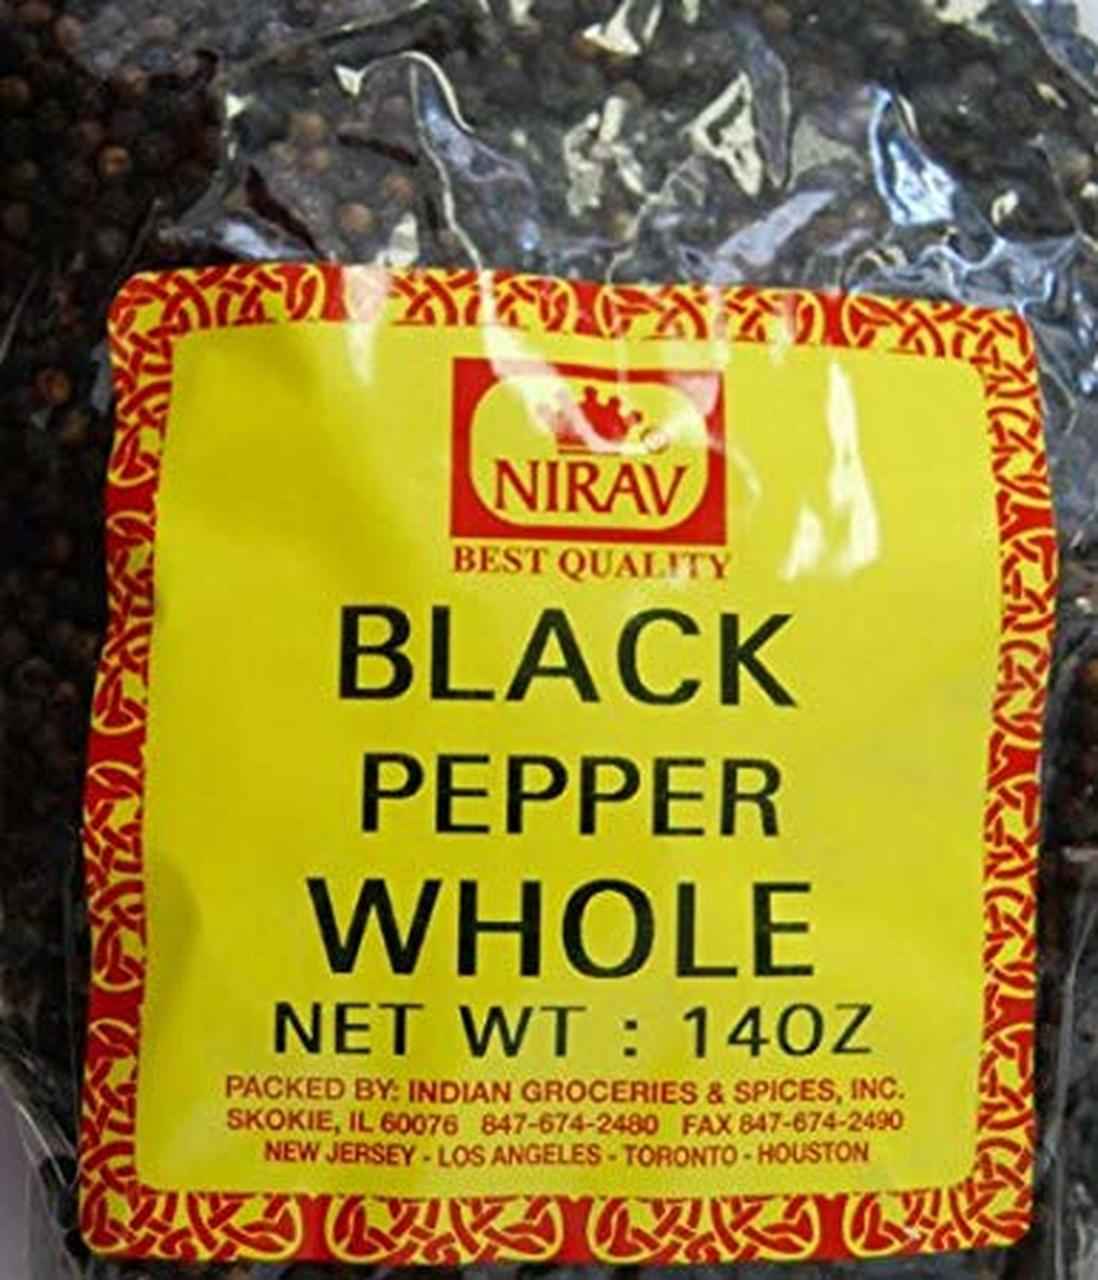 NIRAV
BEST QUALITY
BLACK
PEPPER
WHOLE
NET WT : 14OZ
PACKED BY: INDIAN GROCERIES & SPICES, INC.
SKOKIE, IL 60076 847-674-2480 FAX 847-674-2490
NEW JERSEY - LOS ANGELES - TORONTO - HOUSTON